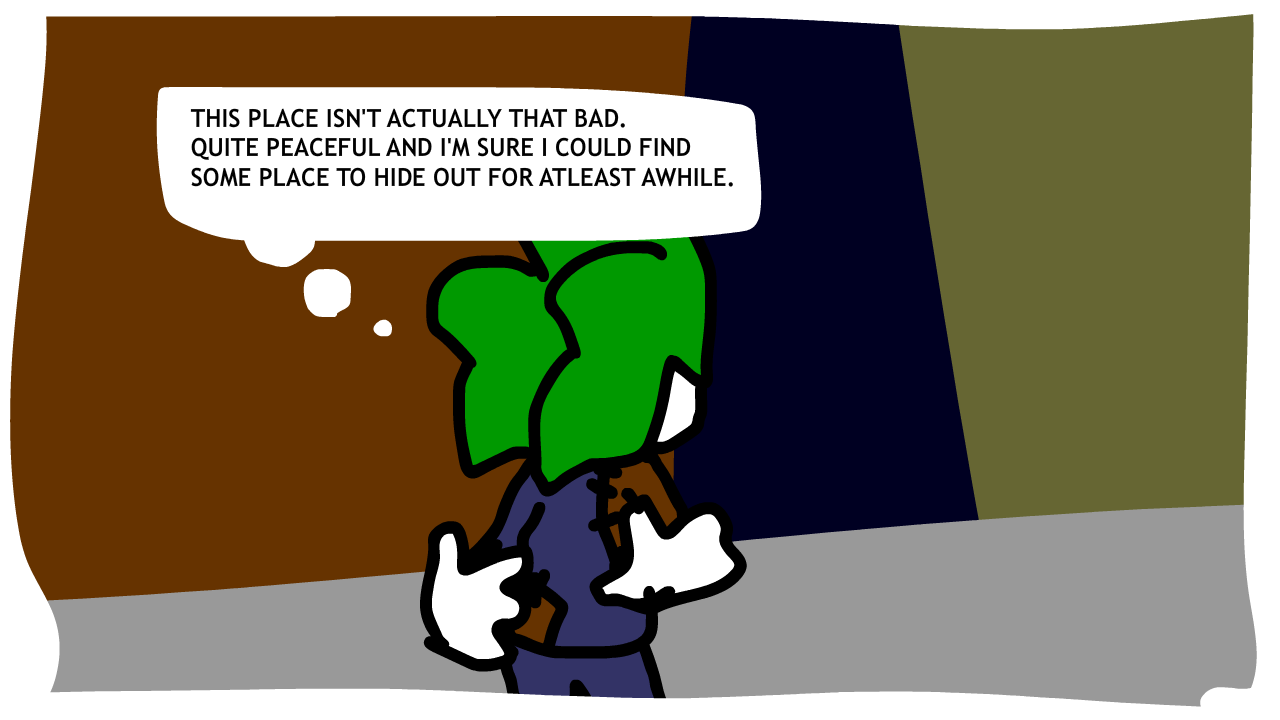 THIS PLACE ISN'T ACTUALLY THAT BAD.
QUITE PEACEFUL AND I'M SURE I COULD FIND
SOME PLACE TO HIDE OUT FOR ATLEAST AWHILE.